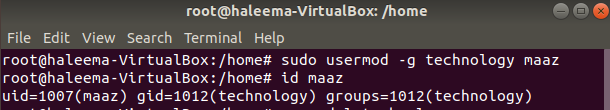 root@haleema-VirtualBox: /home
File Edit View Search Terminal Help
root@haleema-VirtualBox:/home# sudo usermod -g technology maaz
root@haleema-VirtualBox:/home# id maaz
uid=1007(maaz) gid=1012(technology) groups=1012(technology)